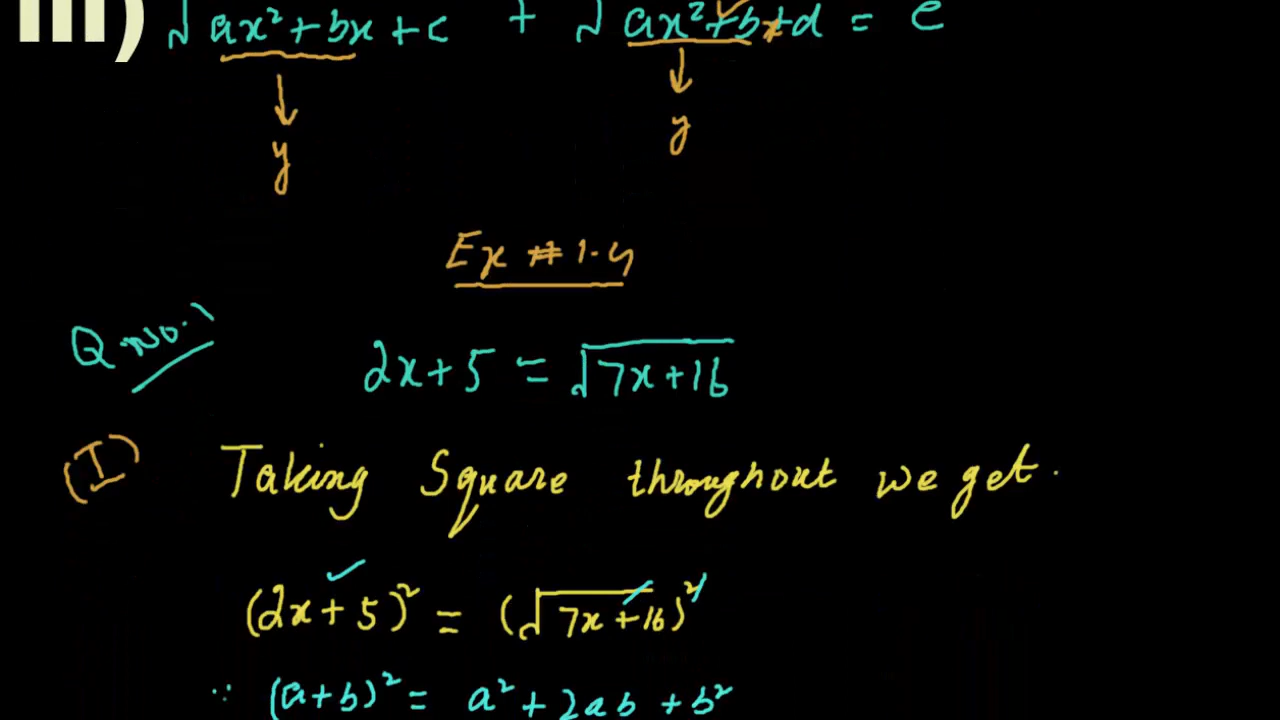 III) √ax²+bx+c + √ax²+bx+d = e
y y
Ex # 1.4
Q.No.1
2x+5 = √7x+16
(I) Taking Square throughout we get.
(2x+5)² = (√7x+16)²
∵ (a+b)² = a²+2ab+b²